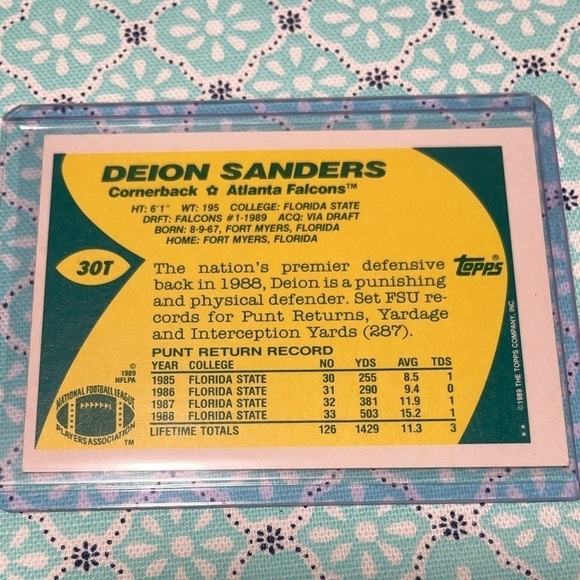 DEION SANDERS
Cornerback ✿ Atlanta Falcons™
HT: 6'1" WT: 195 COLLEGE: FLORIDA STATE
DRFT: FALCONS #1-1989 ACQ: VIA DRAFT
BORN: 8-9-67, FORT MYERS, FLORIDA
HOME: FORT MYERS, FLORIDA
30T
topps®
The nation's premier defensive
back in 1988, Deion is a punishing
and physical defender. Set FSU re-
cords for Punt Returns, Yardage
and Interception Yards (287).
PUNT RETURN RECORD
YEAR COLLEGE NO YDS AVG TDS
1985 FLORIDA STATE 30 255 8.5 1
1986 FLORIDA STATE 31 290 9.4 0
1987 FLORIDA STATE 32 381 11.9 1
1988 FLORIDA STATE 33 503 15.2 1
LIFETIME TOTALS 126 1429 11.3 3
©
1989
NFLPA
NATIONAL FOOTBALL LEAGUE
PLAYERS ASSOCIATION
™
©1989 THE TOPPS COMPANY, INC.
**